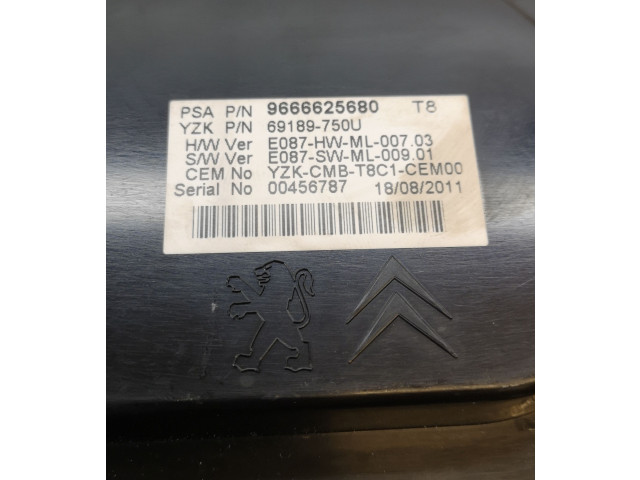 PSA P/N 9666625680 T8
YZK P/N 69189-750U
H/W Ver E087-HW-ML-007.03
S/W Ver E087-SW-ML-009.01
CEM No YZK-CMB-T8C1-CEM00
Serial No 00456787 18/08/2011